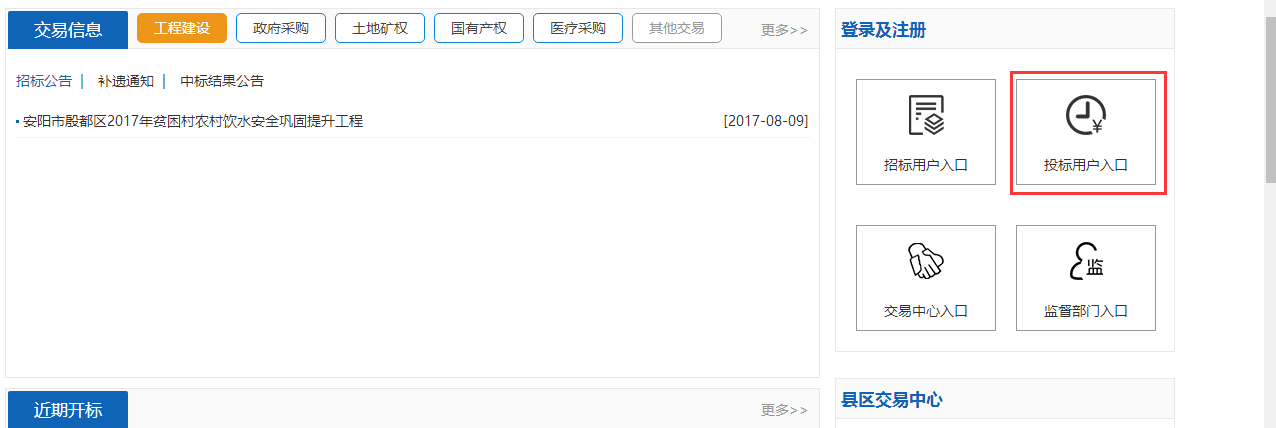 交易信息 工程建设 政府采购 土地矿权 国有产权 医疗采购 其他交易 更多>>
招标公告 | 补遗通知 | 中标结果公告
安阳市殷都区2017年贫困村农村饮水安全巩固提升工程 [2017-08-09]
近期开标 更多>>
登录及注册
招标用户入口 投标用户入口
监
交易中心入口 监督部门入口
县区交易中心